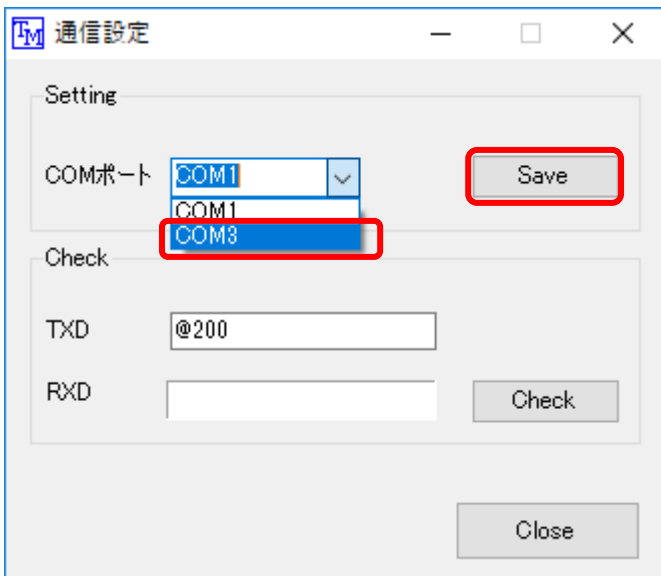 TM 通信設定
Setting
COMポート COM1 Save
COM1
COM3
Check
TXD @200
RXD
Check
Close